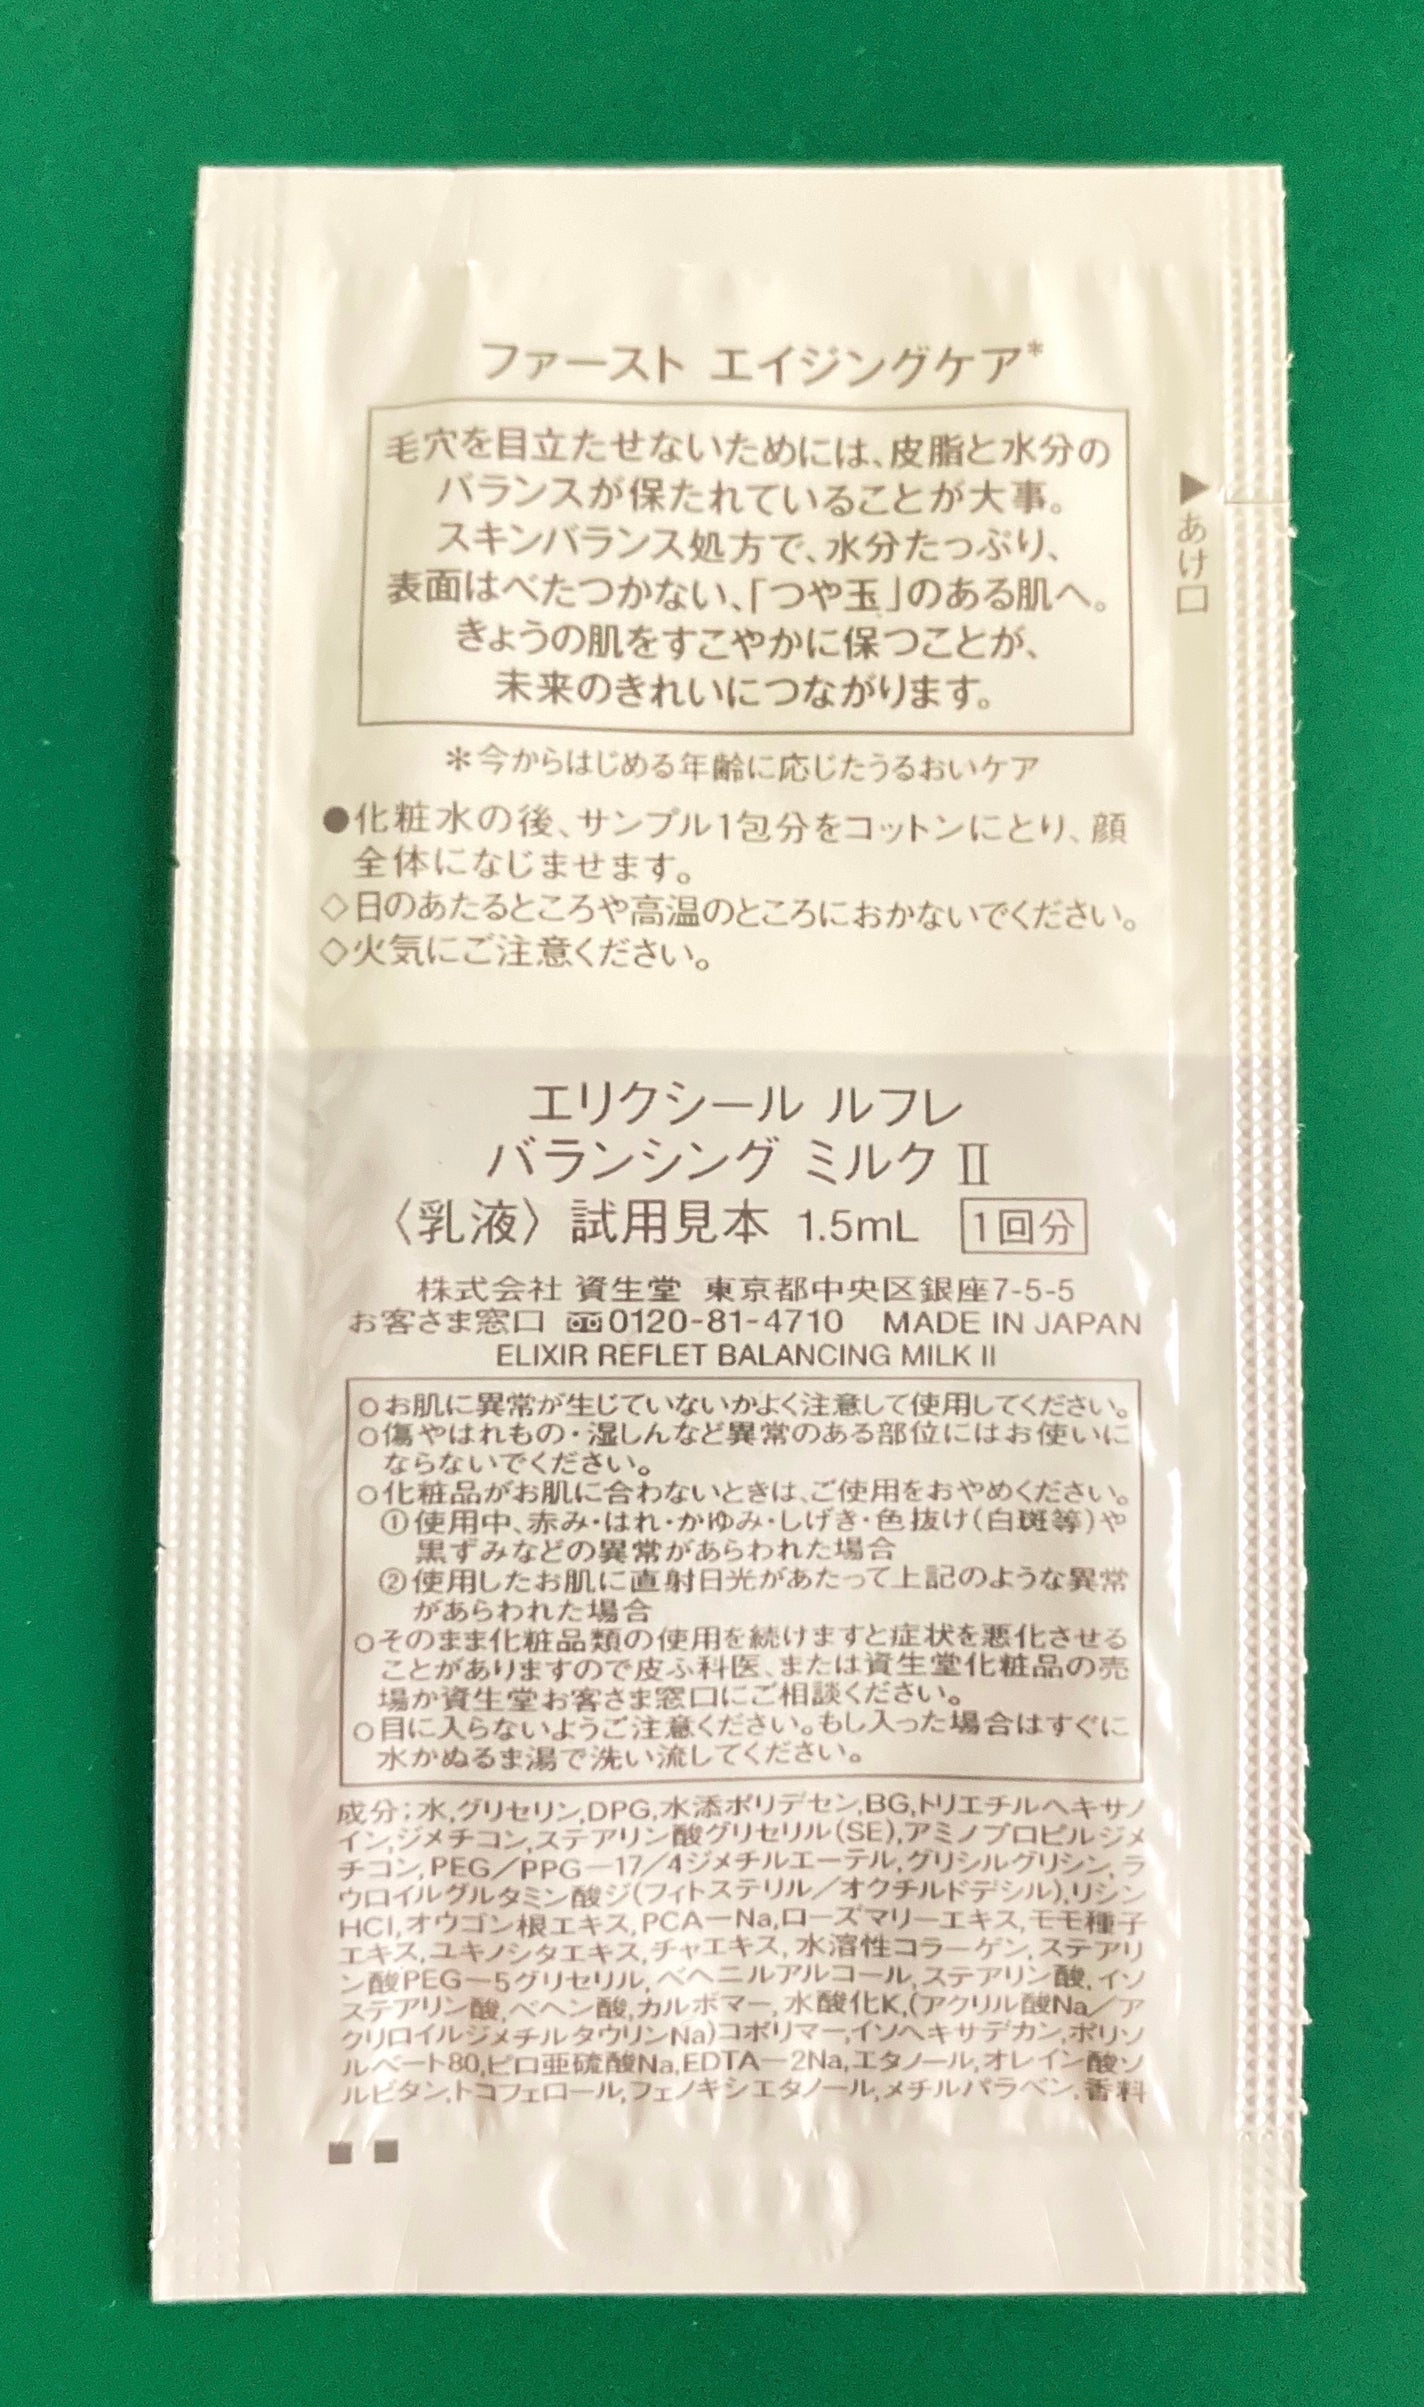 ファースト エイジングケア*
毛穴を目立たせないためには、皮脂と水分の
バランスが保たれていることが大事。
スキンバランス処方で、水分たっぷり、
表面はべたつかない、「つや玉」のある肌へ。
きょうの肌をすこやかに保つことが、
未来のきれいにつながります。
▶あけ口
＊今からはじめる年齢に応じたうるおいケア
●化粧水の後、サンプル1包分をコットンにとり、顔
全体になじませます。
◇日のあたるところや高温のところにおかないでください。
◇火気にご注意ください。
エリクシール ルフレ
バランシング ミルク Ⅱ
〈乳液〉試用見本 1.5mL 1回分
株式会社 資生堂 東京都中央区銀座7-5-5
お客さま窓口 0120-81-4710 MADE IN JAPAN
ELIXIR REFLET BALANCING MILK II
○お肌に異常が生じていないかよく注意して使用してください。
○傷やはれもの・湿しんなど異常のある部位にはお使いに
ならないでください。
○化粧品がお肌に合わないときは、ご使用をおやめください。
①使用中、赤み・はれ・かゆみ・しげき・色抜け(白斑等)や
黒ずみなどの異常があらわれた場合
②使用したお肌に直射日光があたって上記のような異常
があらわれた場合
○そのまま化粧品類の使用を続けますと症状を悪化させる
ことがありますので皮ふ科医、または資生堂化粧品の売
場か資生堂お客さま窓口にご相談ください。
○目に入らないようご注意ください。もし入った場合はすぐに
水かぬるま湯で洗い流してください。
成分:水,グリセリン,DPG,水添ポリデセン,BG,トリエチルヘキサノ
イン,ジメチコン,ステアリン酸グリセリル(SE),アミノプロピルジメ
チコン,PEG/PPG－17/4ジメチルエーテル,グリシルグリシン,ラ
ウロイルグルタミン酸ジ(フィトステリル/オクチルドデシル),リシン
HCl,オウゴン根エキス,PCA－Na,ローズマリーエキス,モモ種子
エキス,ユキノシタエキス,チャエキス,水溶性コラーゲン,ステアリ
ン酸PEG－5グリセリル,ベヘニルアルコール,ステアリン酸,イソ
ステアリン酸,ベヘン酸,カルボマー,水酸化K,(アクリル酸Na/ア
クリロイルジメチルタウリンNa)コポリマー,イソヘキサデカン,ポリソ
ルベート80,ピロ亜硫酸Na,EDTA－2Na,エタノール,オレイン酸ソ
ルビタン,トコフェロール,フェノキシエタノール,メチルパラベン,香料